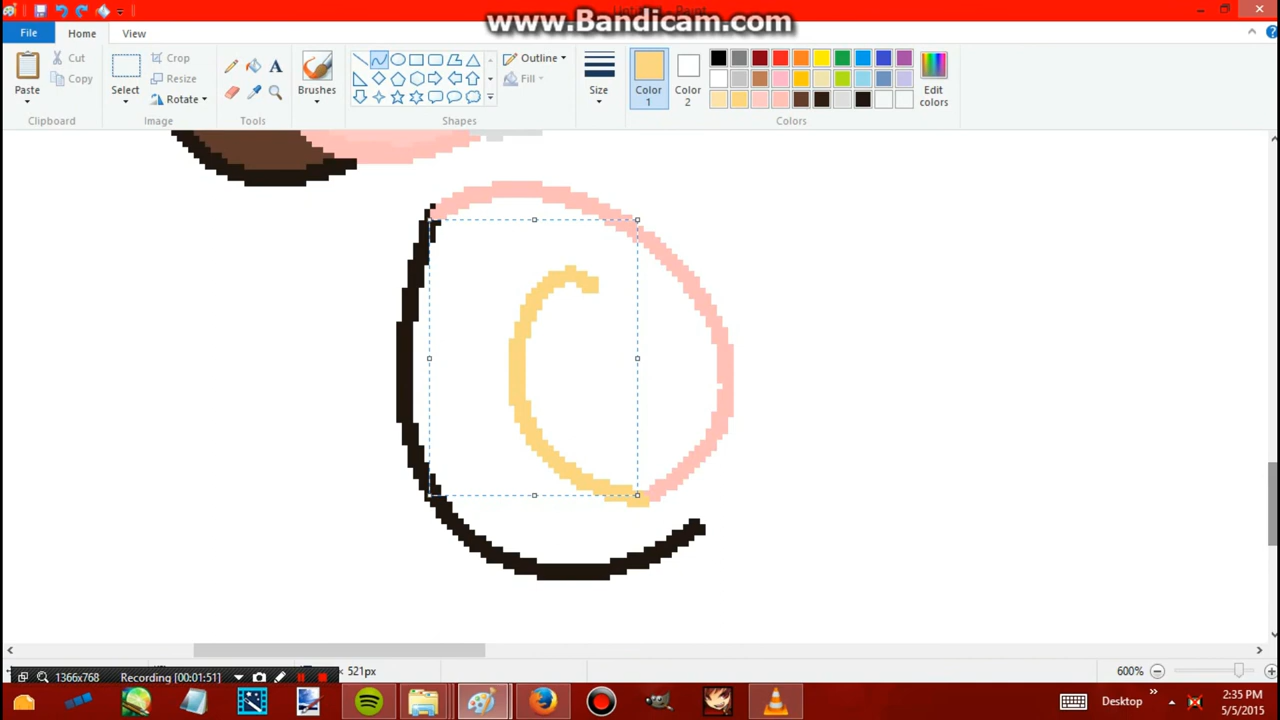 www.Bandicam.com
File Home View
Paste
Cut
Copy
Clipboard
Select
Crop
Resize
Rotate
Image
A
Tools
Brushes
Outline
Fill
Shapes
Size
Color 1
Color 2
Edit colors
Colors
1366x768 Recording [00:01:51] × 521px 600%
Desktop 2:35 PM
5/5/2015